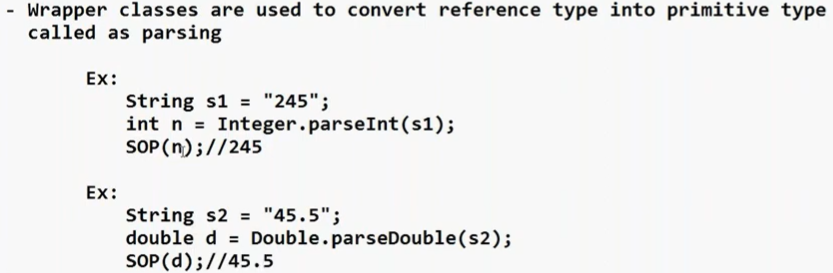 - Wrapper classes are used to convert reference type into primitive type
called as parsing
Ex:
String s1 = "245";
int n = Integer.parseInt(s1);
SOP(n);//245
Ex:
String s2 = "45.5";
double d = Double.parseDouble(s2);
SOP(d);//45.5